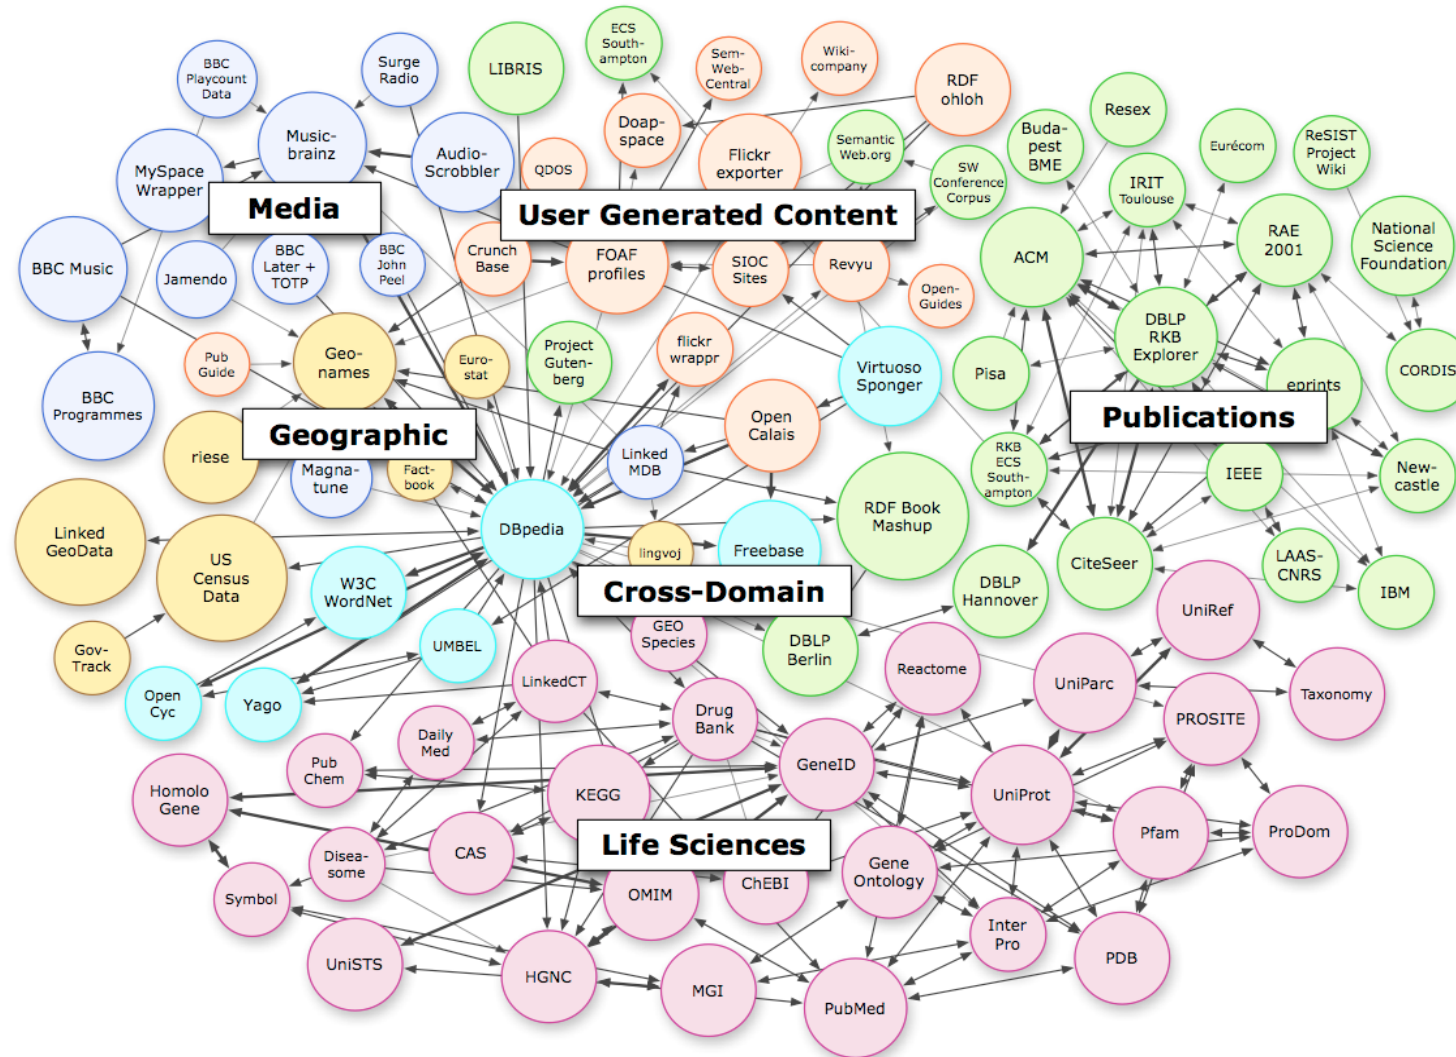 BBC
Playcount
Data
Surge
Radio
LIBRIS
ECS
South-
ampton
Sem-
Web-
Central
Wiki-
company
RDF
ohloh
Music-
brainz
Audio-
Scrobbler
MySpace
Wrapper
QDOS
Doap-
space
Flickr
exporter
Semantic
Web.org
SW
Conference
Corpus
Buda-
pest
BME
Resex
Eurécom
ReSIST
Project
Wiki
IRIT
Toulouse
Media
User Generated Content
BBC Music
Jamendo
BBC
Later +
TOTP
BBC
John
Peel
Crunch
Base
FOAF
profiles
SIOC
Sites
Revyu
Open-
Guides
ACM
RAE
2001
National
Science
Foundation
Pub
Guide
Geo-
names
Euro-
stat
Project
Guten-
berg
flickr
wrappr
Virtuoso
Sponger
Pisa
DBLP
RKB
Explorer
eprints
CORDIS
BBC
Programmes
Geographic
Open
Calais
Publications
riese
Magna-
tune
Fact-
book
Linked
MDB
RKB
ECS
South-
ampton
IEEE
New-
castle
Linked
GeoData
DBpedia
RDF Book
Mashup
Freebase
lingvoj
US
Census
Data
W3C
WordNet
Cross-Domain
DBLP
Hannover
CiteSeer
LAAS-
CNRS
IBM
Gov-
Track
UMBEL
GEO
Species
DBLP
Berlin
UniRef
Open
Cyc
Yago
LinkedCT
Reactome
UniParc
Taxonomy
Daily
Med
Drug
Bank
PROSITE
Pub
Chem
GeneID
Homolo
Gene
KEGG
UniProt
Pfam
ProDom
Life Sciences
Disea-
some
CAS
Gene
Ontology
Symbol
OMIM
ChEBI
Inter
Pro
UniSTS
HGNC
MGI
PubMed
PDB